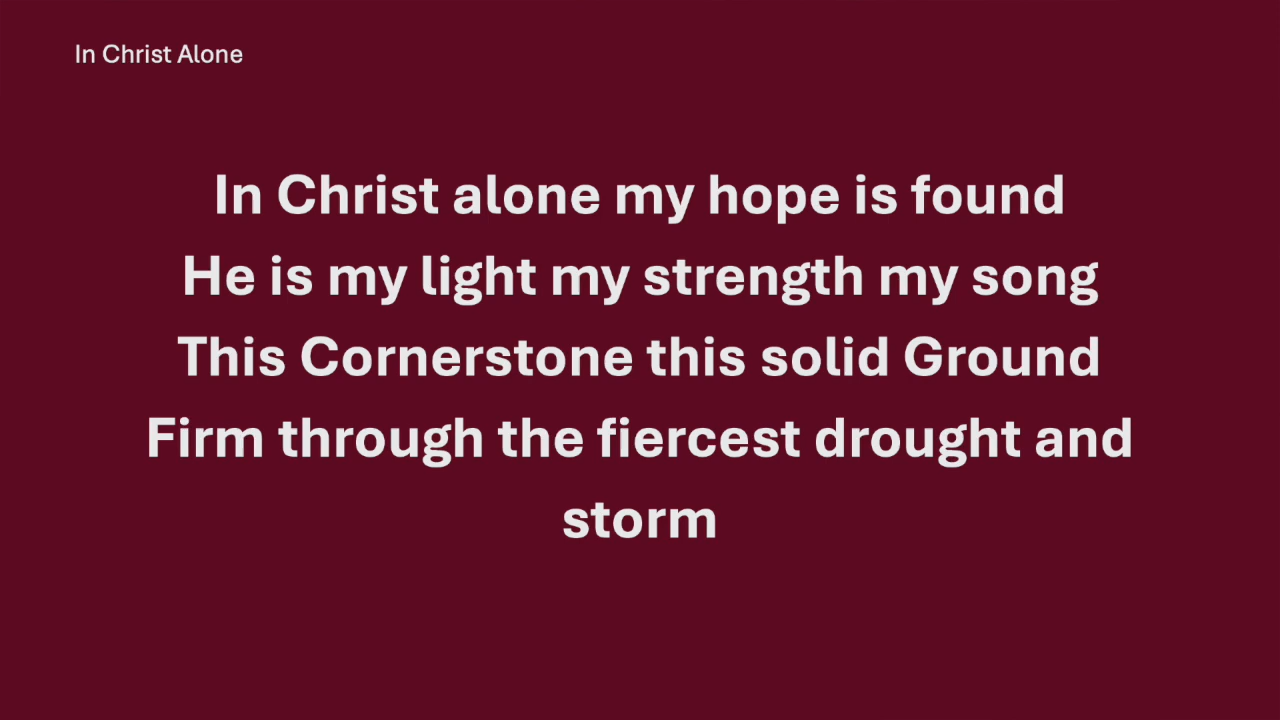 In Christ Alone
In Christ alone my hope is found
He is my light my strength my song
This Cornerstone this solid Ground
Firm through the fiercest drought and
storm